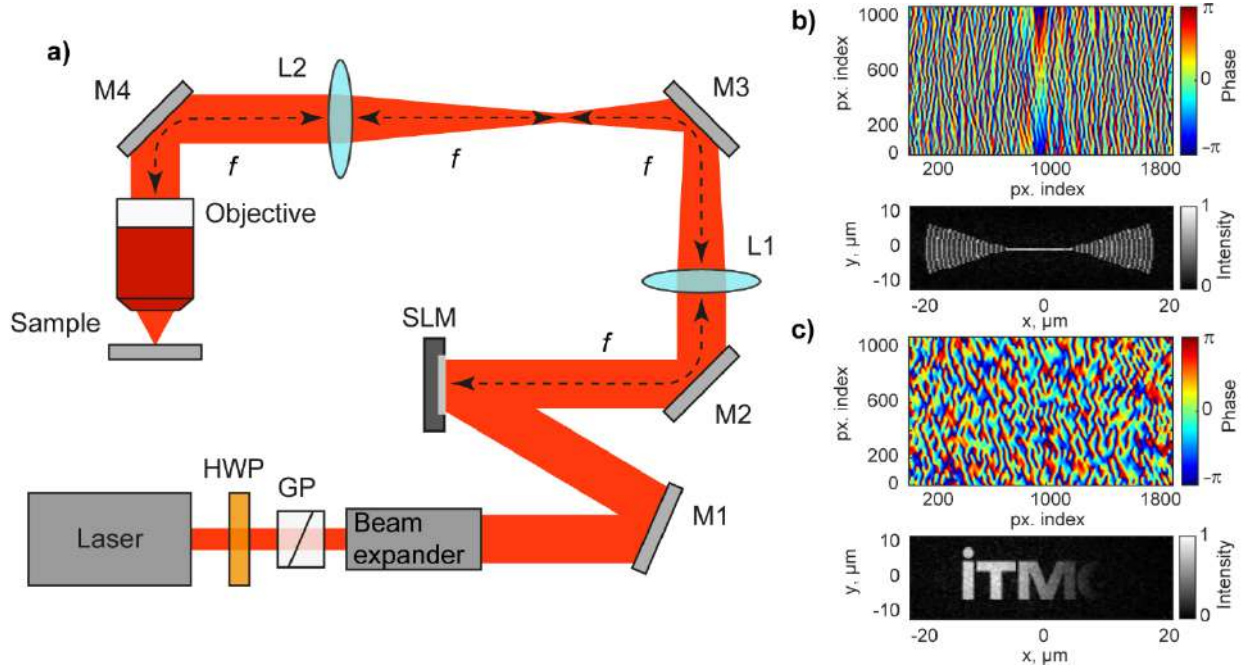 a)
M4
L2
M3
f
f
f
Objective
L1
Sample
SLM
f
M2
HWP
GP
M1
Laser
Beam
expander
b)
px. index
1000
600
200
0
200
1000
1800
px. index
π
0
-π
Phase
y, µm
10
0
-10
-20
0
20
x, µm
1
0
Intensity
c)
px. index
1000
600
200
0
200
1000
1800
px. index
π
0
-π
Phase
y, µm
10
0
-10
iTMO
-20
0
20
x, µm
1
0
Intensity